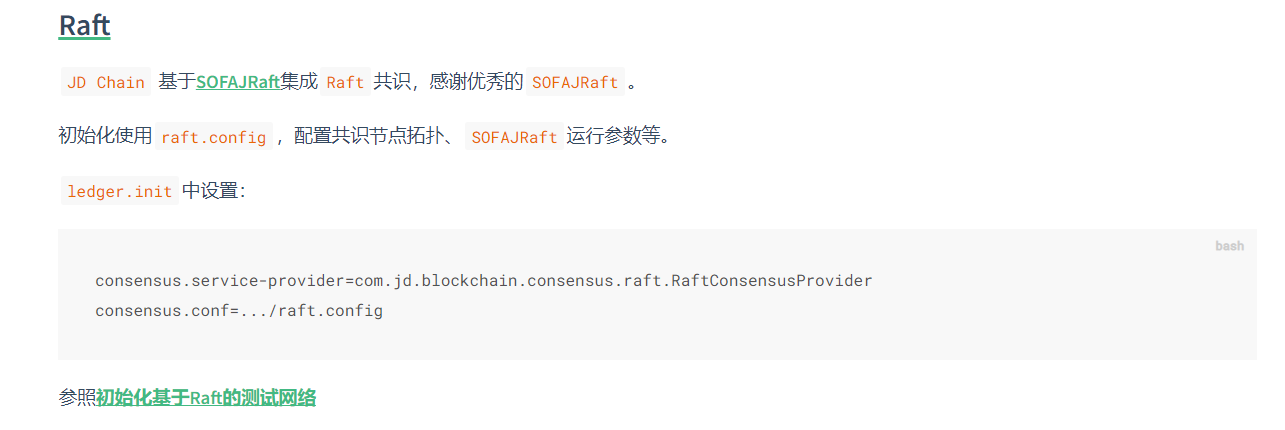 Raft
JD Chain 基于SOFAJRaft集成 Raft 共识，感谢优秀的 SOFAJRaft 。
初始化使用 raft.config ，配置共识节点拓扑、 SOFAJRaft 运行参数等。
ledger.init 中设置：
bash
consensus.service-provider=com.jd.blockchain.consensus.raft.RaftConsensusProvider
consensus.conf=.../raft.config
参照初始化基于Raft的测试网络